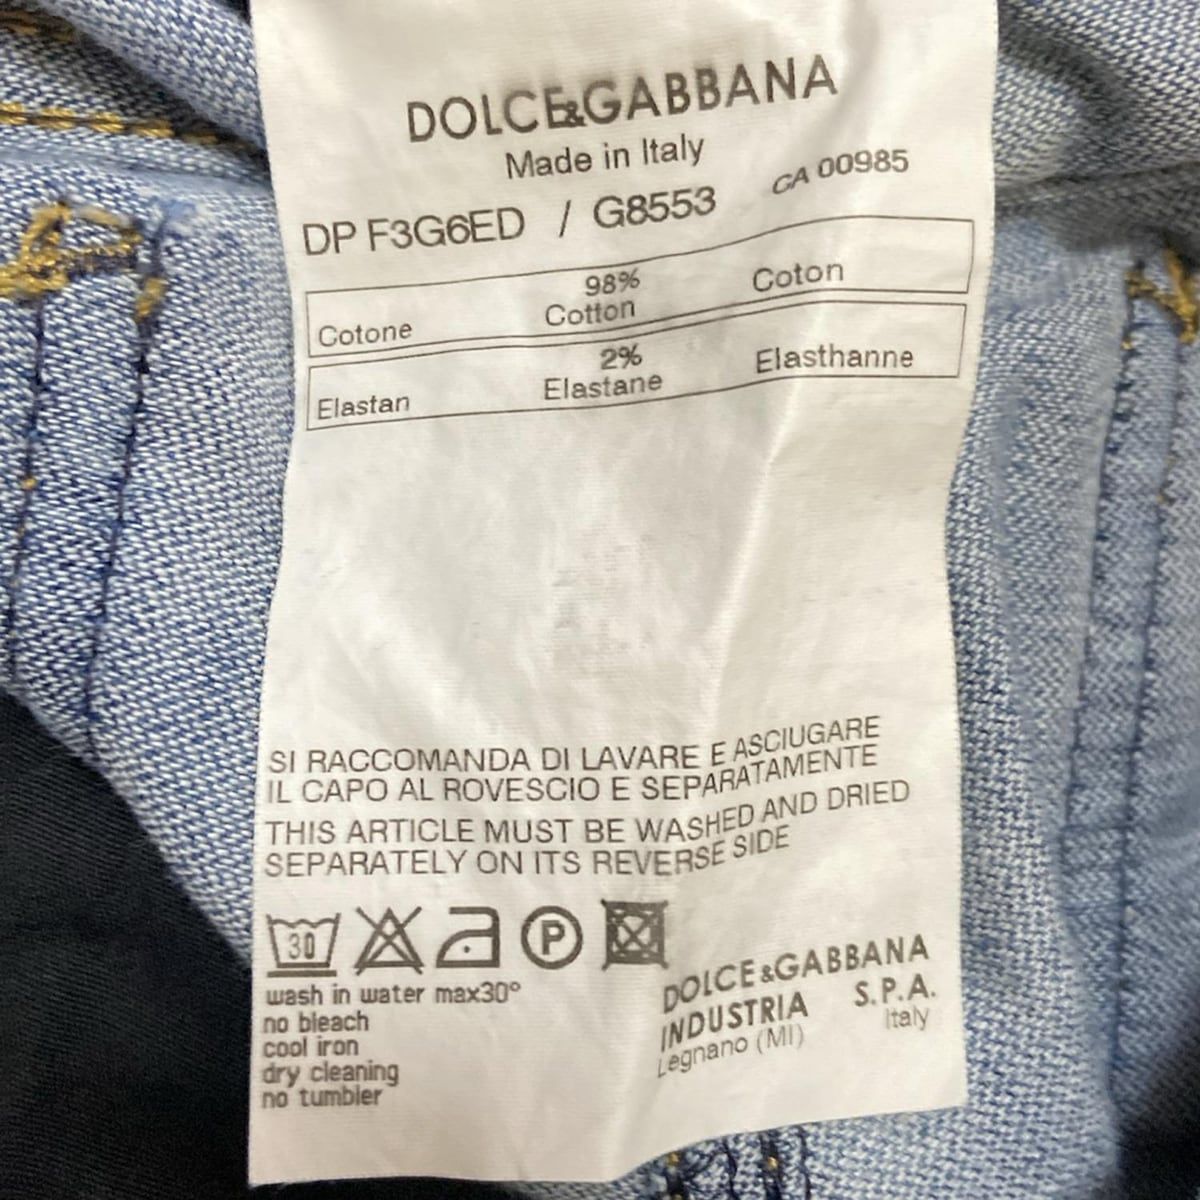 DOLCE&GABBANA
Made in Italy
DP F3G6ED / G8553 CA 00985
98%
Cotone Cotton Coton
2%
Elastan Elastane Elasthanne
SI RACCOMANDA DI LAVARE E ASCIUGARE
IL CAPO AL ROVESCIO E SEPARATAMENTE
THIS ARTICLE MUST BE WASHED AND DRIED
SEPARATELY ON ITS REVERSE SIDE
30 P
wash in water max30°
no bleach
cool iron
dry cleaning
no tumbler
DOLCE&GABBANA
INDUSTRIA S.P.A.
Legnano (MI) Italy